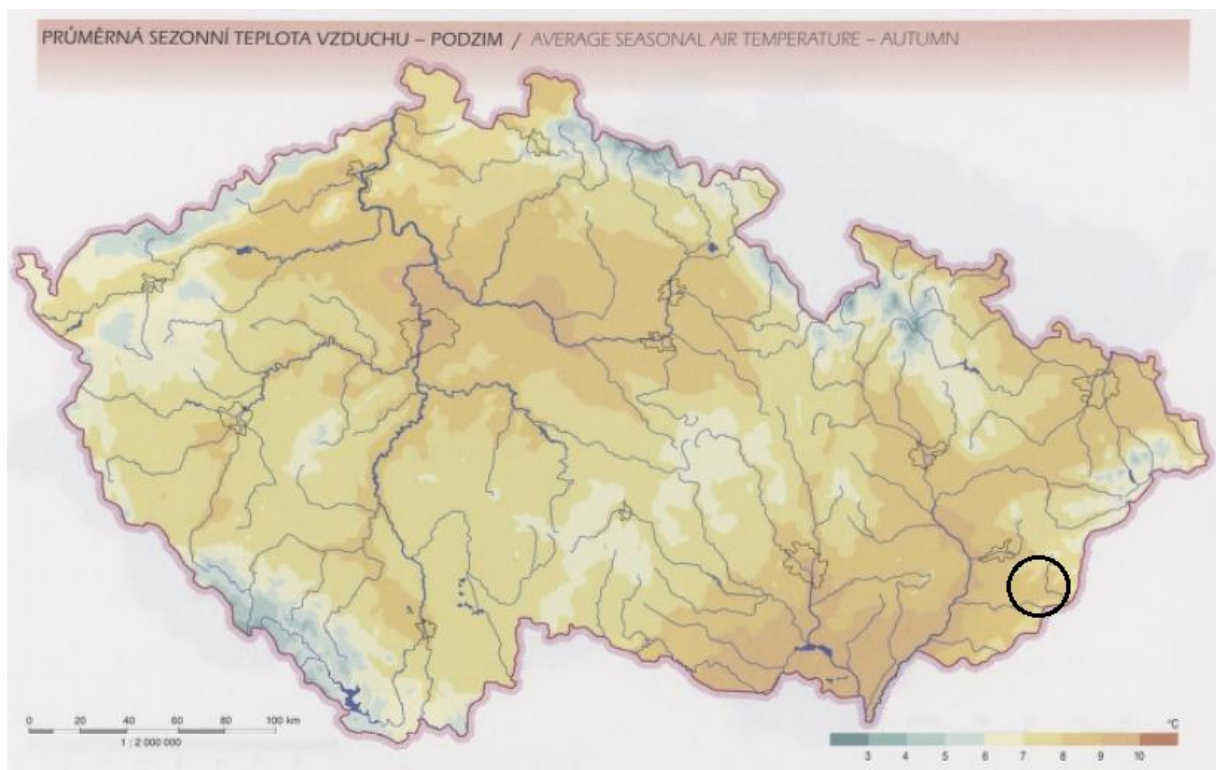 PRŮMĚRNÁ SEZONNÍ TEPLOTA VZDUCHU – PODZIM / AVERAGE SEASONAL AIR TEMPERATURE – AUTUMN
0 20 40 60 80 100 km
1 : 2 000 000
°C
3 4 5 6 7 8 9 10